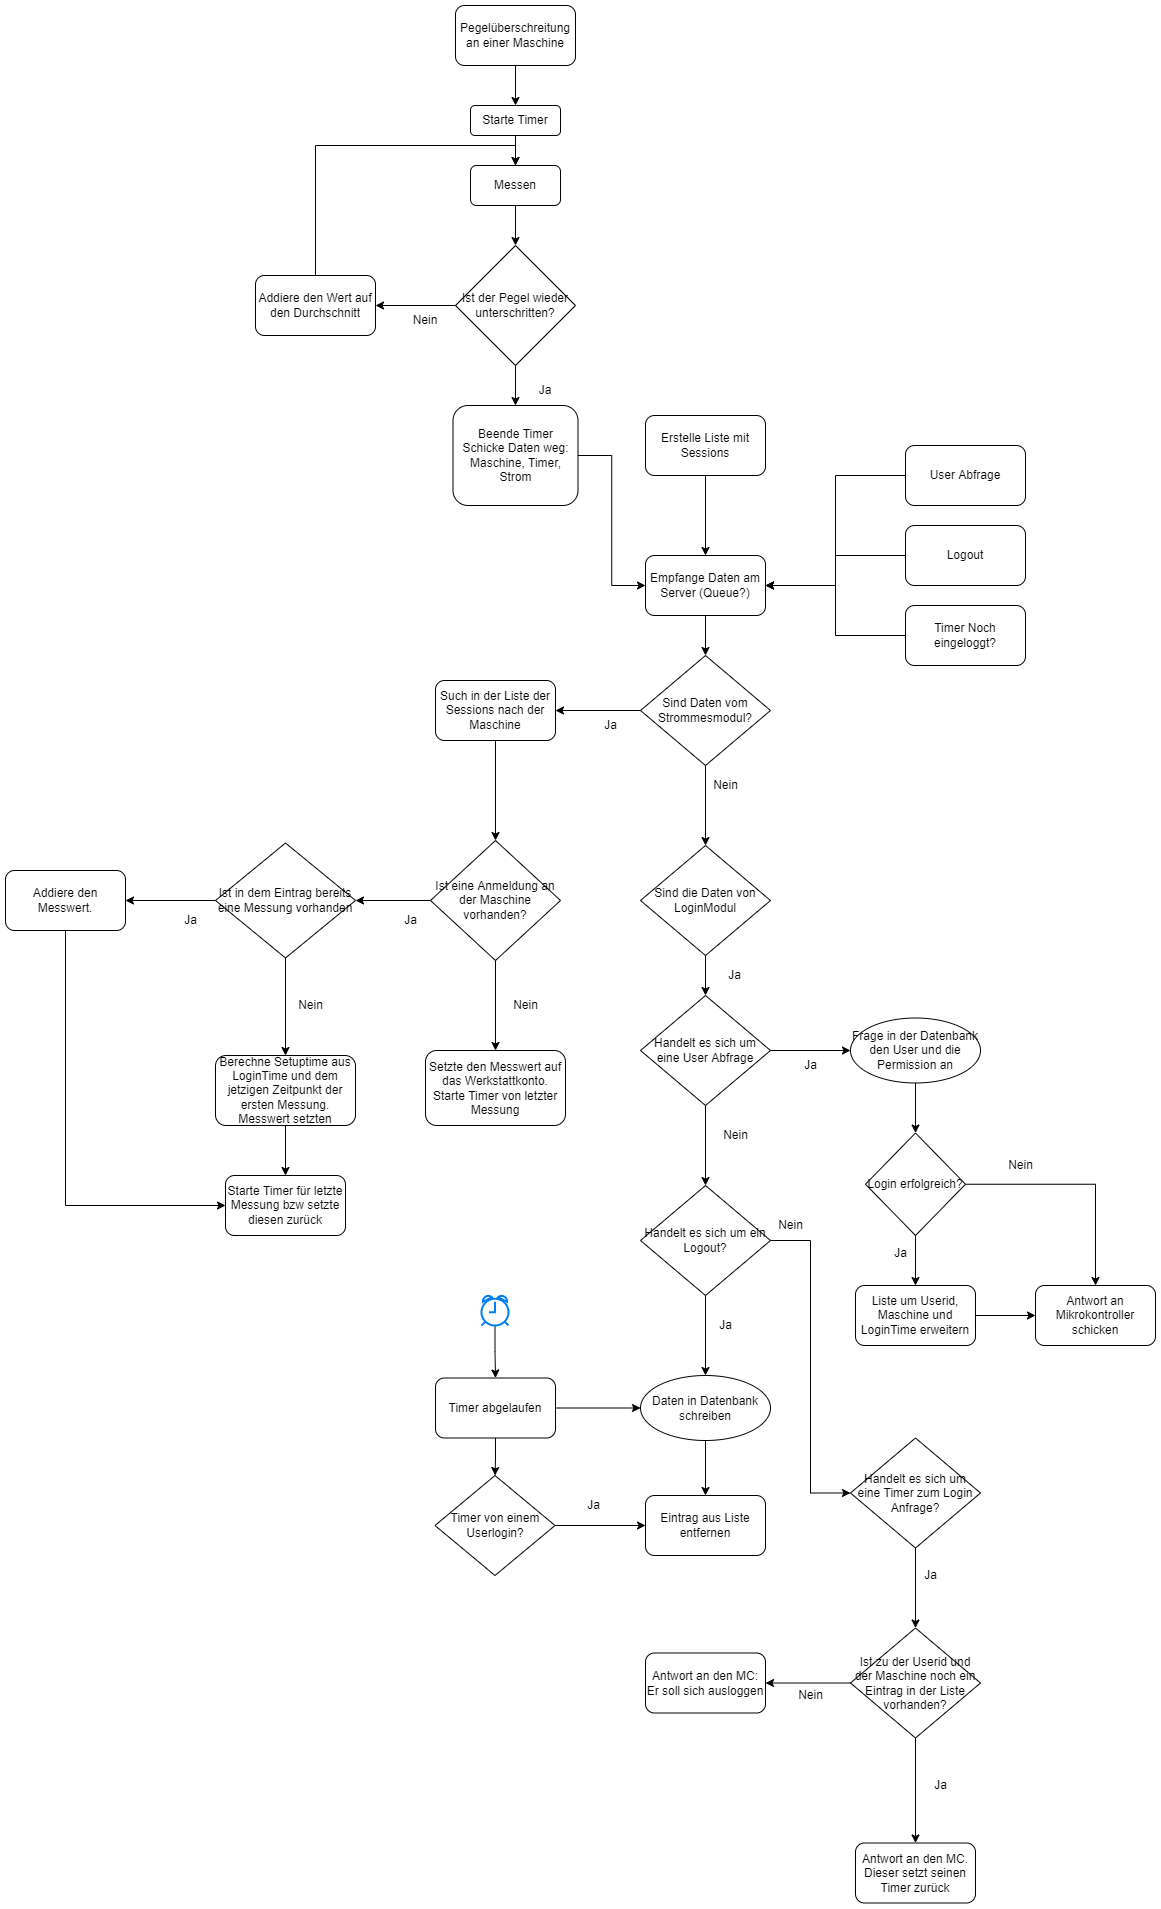 Pegelüberschreitung
an einer Maschine
Starte Timer
Messen
Ist der Pegel wieder
unterschritten?
Nein
Addiere den Wert auf
den Durchschnitt
Ja
Beende Timer
Schicke Daten weg:
Maschine, Timer,
Strom
Erstelle Liste mit
Sessions
User Abfrage
Logout
Timer Noch
eingeloggt?
Empfange Daten am
Server (Queue?)
Sind Daten vom
Strommesmodul?
Ja
Such in der Liste der
Sessions nach der
Maschine
Nein
Ist eine Anmeldung an
der Maschine
vorhanden?
Ja
Ist in dem Eintrag bereits
eine Messung vorhanden
Ja
Addiere den
Messwert.
Nein
Berechne Setuptime aus
LoginTime und dem
jetzigen Zeitpunkt der
ersten Messung.
Messwert setzten
Nein
Setzte den Messwert auf
das Werkstattkonto.
Starte Timer von letzter
Messung
Starte Timer für letzte
Messung bzw setzte
diesen zurück
Sind die Daten von
LoginModul
Ja
Handelt es sich um
eine User Abfrage
Ja
Frage in der Datenbank
den User und die
Permission an
Nein
Login erfolgreich?
Nein
Ja
Liste um Userid,
Maschine und
LoginTime erweitern
Antwort an
Mikrokontroller
schicken
Handelt es sich um ein
Logout?
Nein
Ja
Timer abgelaufen
Daten in Datenbank
schreiben
Timer von einem
Userlogin?
Ja
Eintrag aus Liste
entfernen
Handelt es sich um
eine Timer zum Login
Anfrage?
Ja
Ist zu der Userid und
der Maschine noch ein
Eintrag in der Liste
vorhanden?
Nein
Antwort an den MC:
Er soll sich ausloggen
Ja
Antwort an den MC.
Dieser setzt seinen
Timer zurück